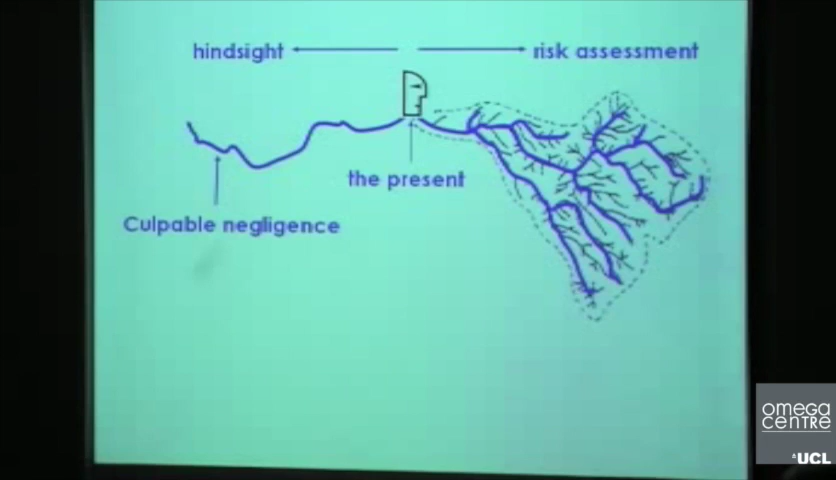 hindsight
risk assessment
the present
Culpable negligence
omeGa
cenTRe
UCL